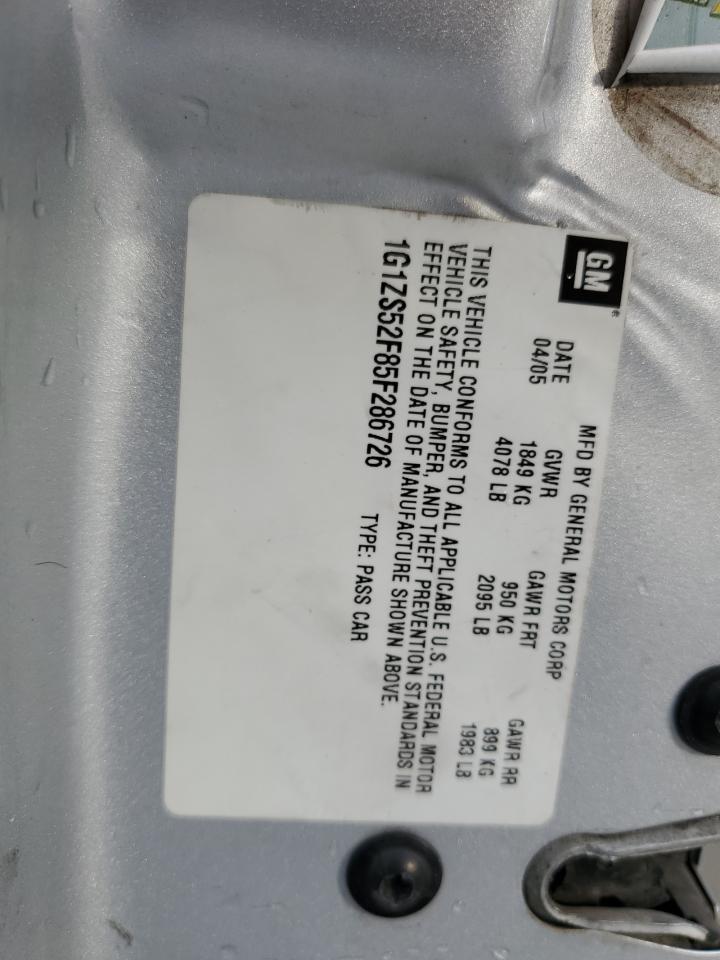 GM®
MFD BY GENERAL MOTORS CORP
DATE GVWR GAWR FRT GAWR RR
04/05 1849 KG 950 KG 899 KG
4078 LB 2095 LB 1983 LB
THIS VEHICLE CONFORMS TO ALL APPLICABLE U.S. FEDERAL MOTOR
VEHICLE SAFETY, BUMPER, AND THEFT PREVENTION STANDARDS IN
EFFECT ON THE DATE OF MANUFACTURE SHOWN ABOVE.
1G1ZS52F85F286726 TYPE: PASS CAR